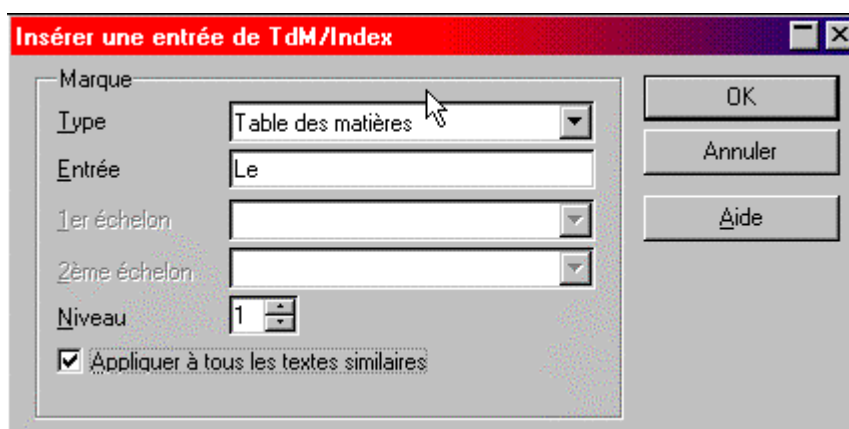 Insérer une entrée de TdM/Index
Marque
Type
Table des matières
Entrée
Le
1er échelon
2ème échelon
Niveau
1
Appliquer à tous les textes similaires
OK
Annuler
Aide